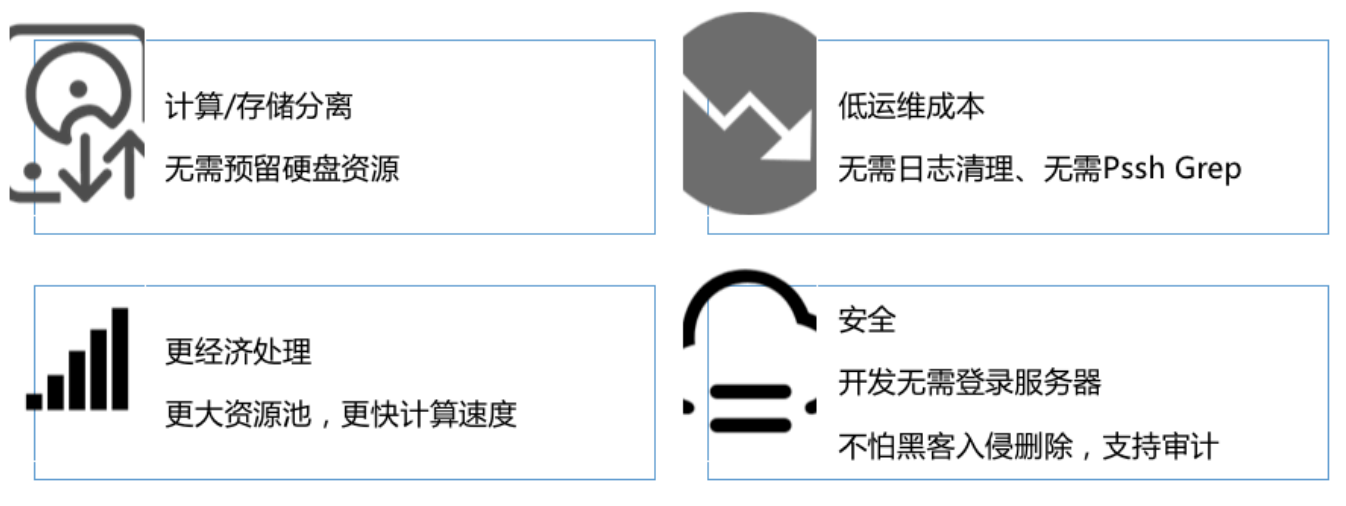 计算/存储分离
无需预留硬盘资源
低运维成本
无需日志清理、无需Pssh Grep
更经济处理
更大资源池，更快计算速度
安全
开发无需登录服务器
不怕黑客入侵删除，支持审计